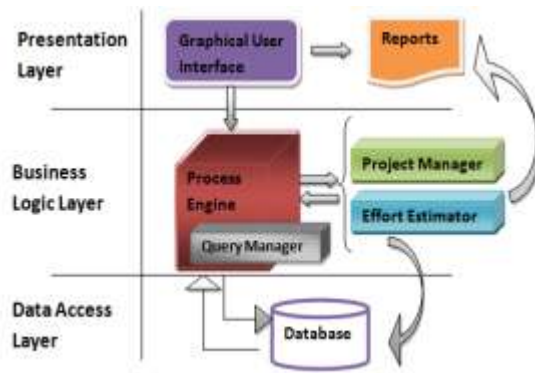 Presentation
Layer
Graphical User
Interface
Reports
Business
Logic Layer
Process
Engine
Query Manager
Project Manager
Effort Estimator
Data Access
Layer
Database